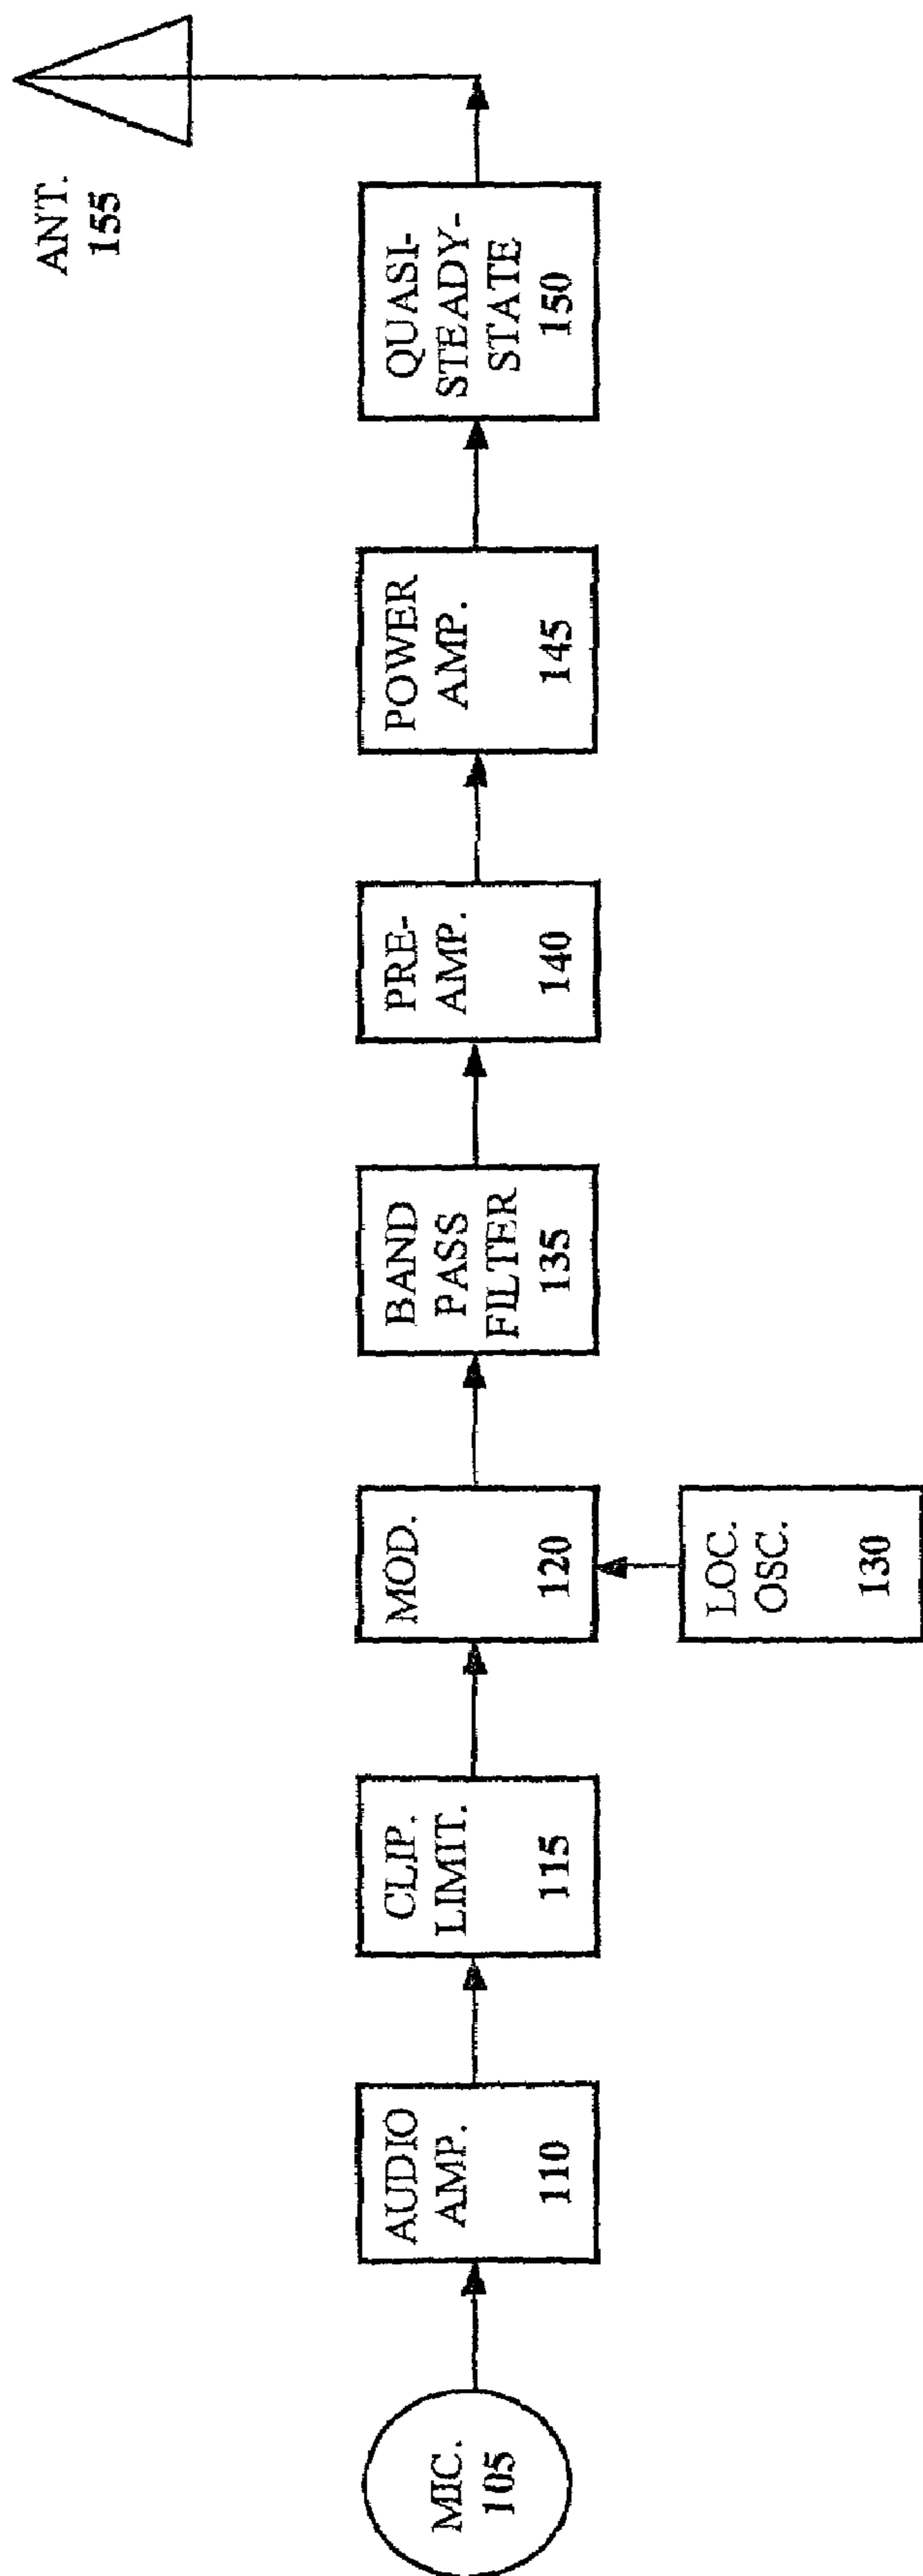 MIC.
105
AUDIO
AMP.
110
CLIP.
LIMIT.
115
MOD.
120
LOC.
OSC.
130
BAND
PASS
FILTER
135
PRE-
AMP.
140
POWER
AMP.
145
QUASI-
STEADY-
STATE
150
ANT.
155